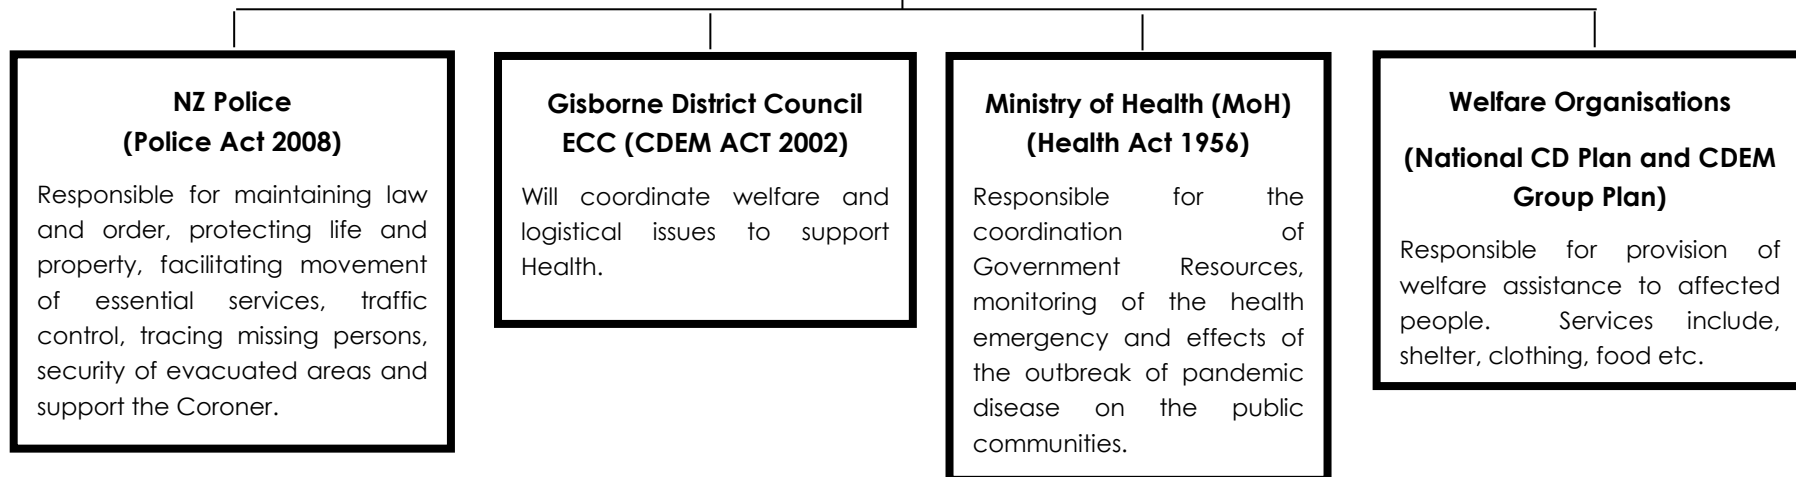 NZ Police
(Police Act 2008)
Responsible for maintaining law
and order, protecting life and
property, facilitating movement
of essential services, traffic
control, tracing missing persons,
security of evacuated areas and
support the Coroner.
Gisborne District Council
ECC (CDEM ACT 2002)
Will coordinate welfare and
logistical issues to support
Health.
Ministry of Health (MoH)
(Health Act 1956)
Responsible for the
coordination of
Government Resources,
monitoring of the health
emergency and effects of
the outbreak of pandemic
disease on the public
communities.
Welfare Organisations
(National CD Plan and CDEM
Group Plan)
Responsible for provision of
welfare assistance to affected
people. Services include,
shelter, clothing, food etc.